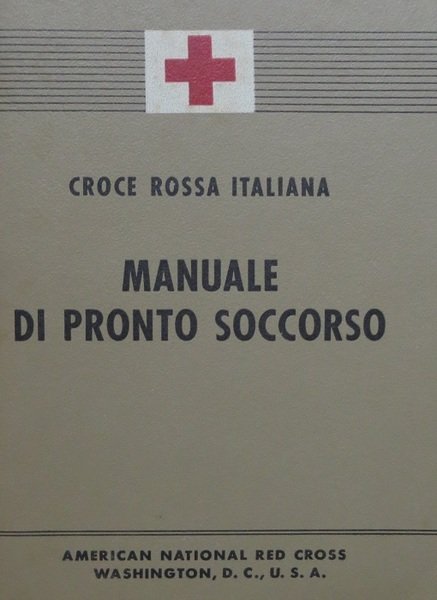 CROCE ROSSA ITALIANA
MANUALE
DI PRONTO SOCCORSO
AMERICAN NATIONAL RED CROSS
WASHINGTON, D. C., U. S. A.